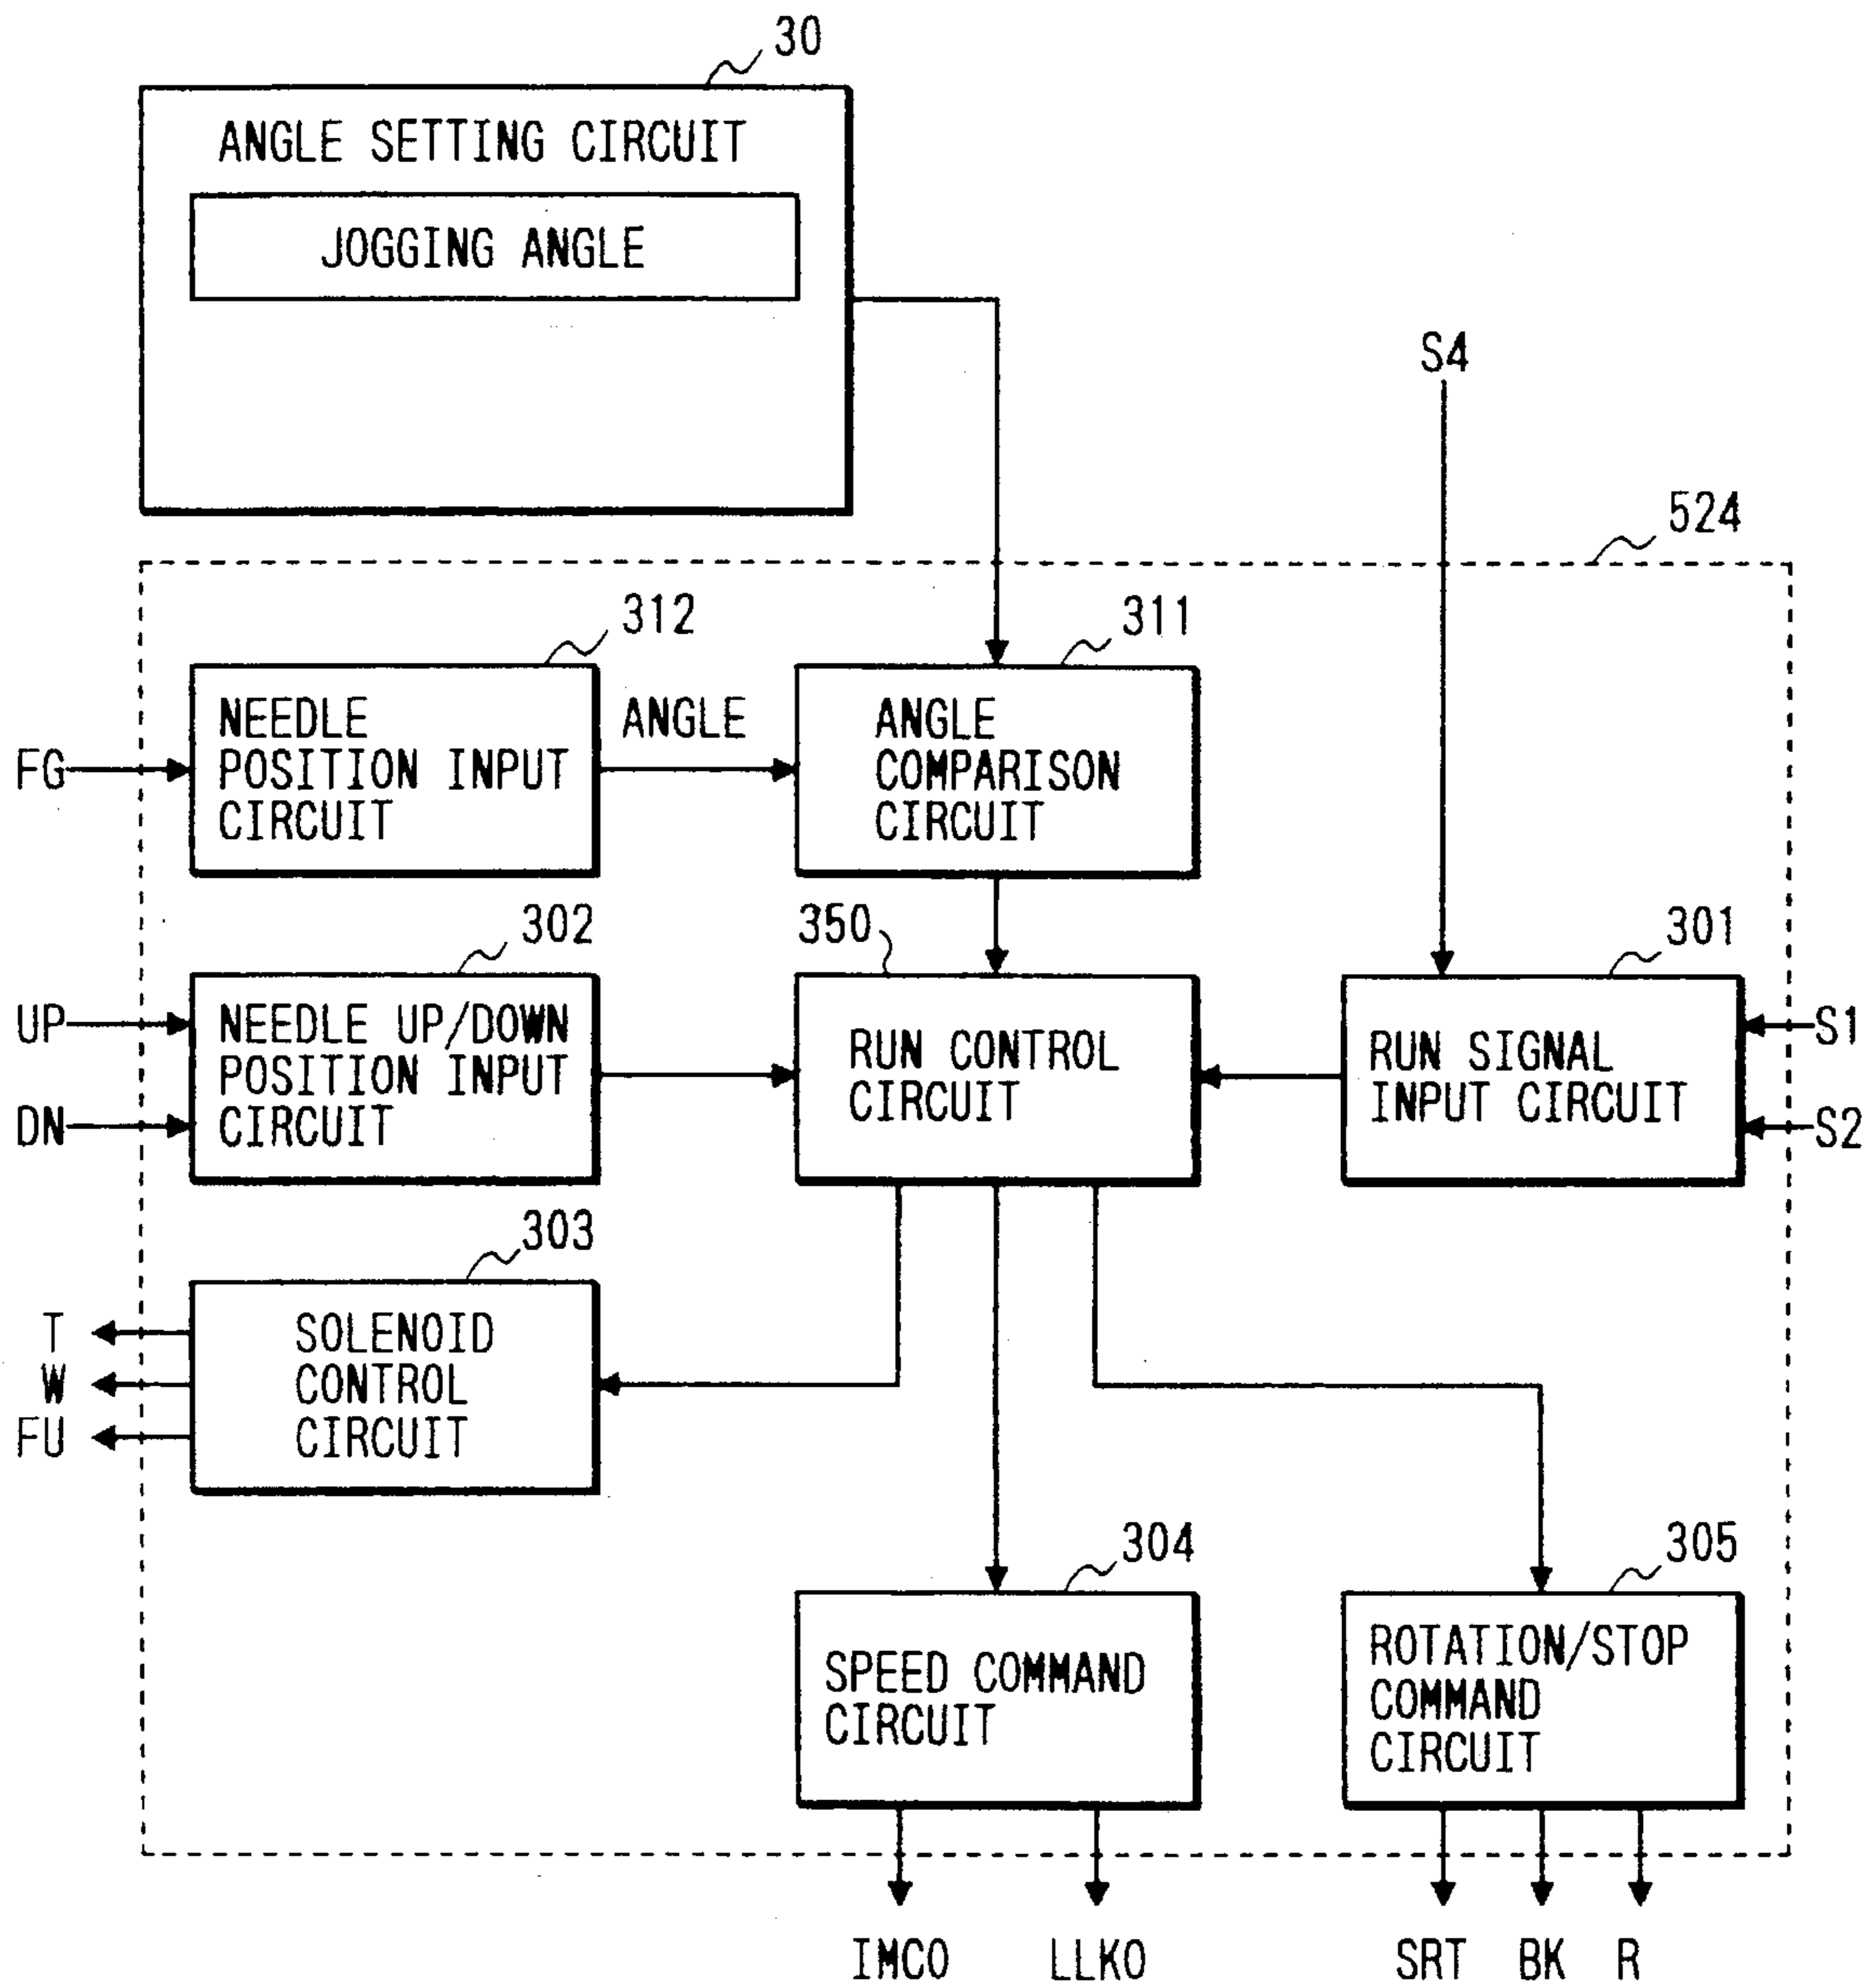 30
ANGLE SETTING CIRCUIT
JOGGING ANGLE
S4
524
312
311
NEEDLE
POSITION INPUT
CIRCUIT
ANGLE
ANGLE
COMPARISON
CIRCUIT
FG
302
350
301
UP
DN
NEEDLE UP/DOWN
POSITION INPUT
CIRCUIT
RUN CONTROL
CIRCUIT
RUN SIGNAL
INPUT CIRCUIT
S1
S2
303
T
W
FU
SOLENOID
CONTROL
CIRCUIT
304
305
SPEED COMMAND
CIRCUIT
ROTATION/STOP
COMMAND
CIRCUIT
IMCO
LLKO
SRT
BK
R